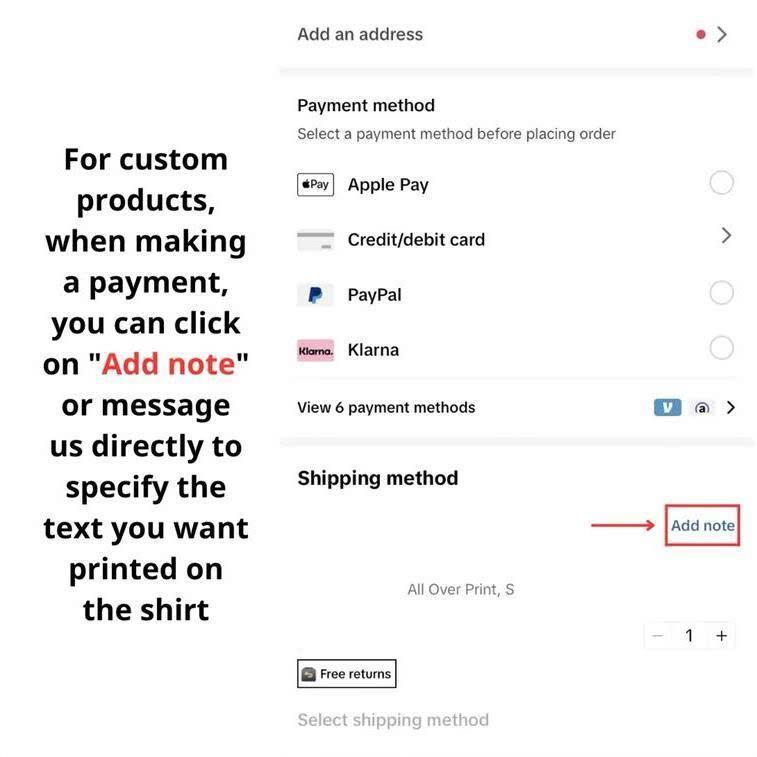 For custom
products,
when making
a payment,
you can click
on "Add note"
or message
us directly to
specify the
text you want
printed on
the shirt
Add an address
Payment method
Select a payment method before placing order
Pay Apple Pay
Credit/debit card
PayPal
Klarna. Klarna
View 6 payment methods
Shipping method
Add note
All Over Print, S
− 1 +
Free returns
Select shipping method